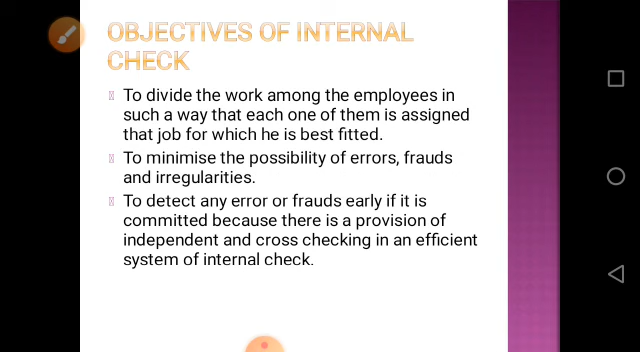 OBJECTIVES OF INTERNAL
CHECK
To divide the work among the employees in
such a way that each one of them is assigned
that job for which he is best fitted.
To minimise the possibility of errors, frauds
and irregularities.
To detect any error or frauds early if it is
committed because there is a provision of
independent and cross checking in an efficient
system of internal check.